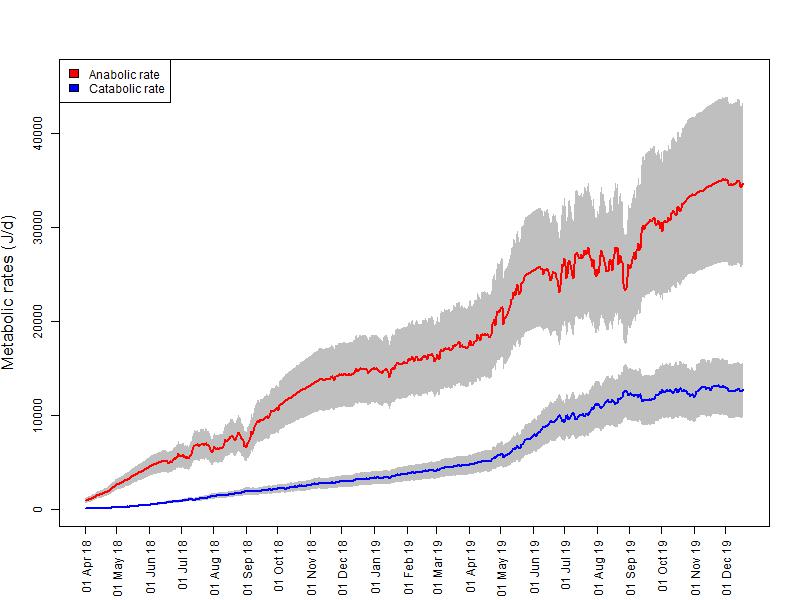 Anabolic rate
Catabolic rate
Metabolic rates (J/d)
40000
30000
20000
10000
0
01 Apr 18
01 May 18
01 Jun 18
01 Jul 18
01 Aug 18
01 Sep 18
01 Oct 18
01 Nov 18
01 Dec 18
01 Jan 19
01 Feb 19
01 Mar 19
01 Apr 19
01 May 19
01 Jun 19
01 Jul 19
01 Aug 19
01 Sep 19
01 Oct 19
01 Nov 19
01 Dec 19